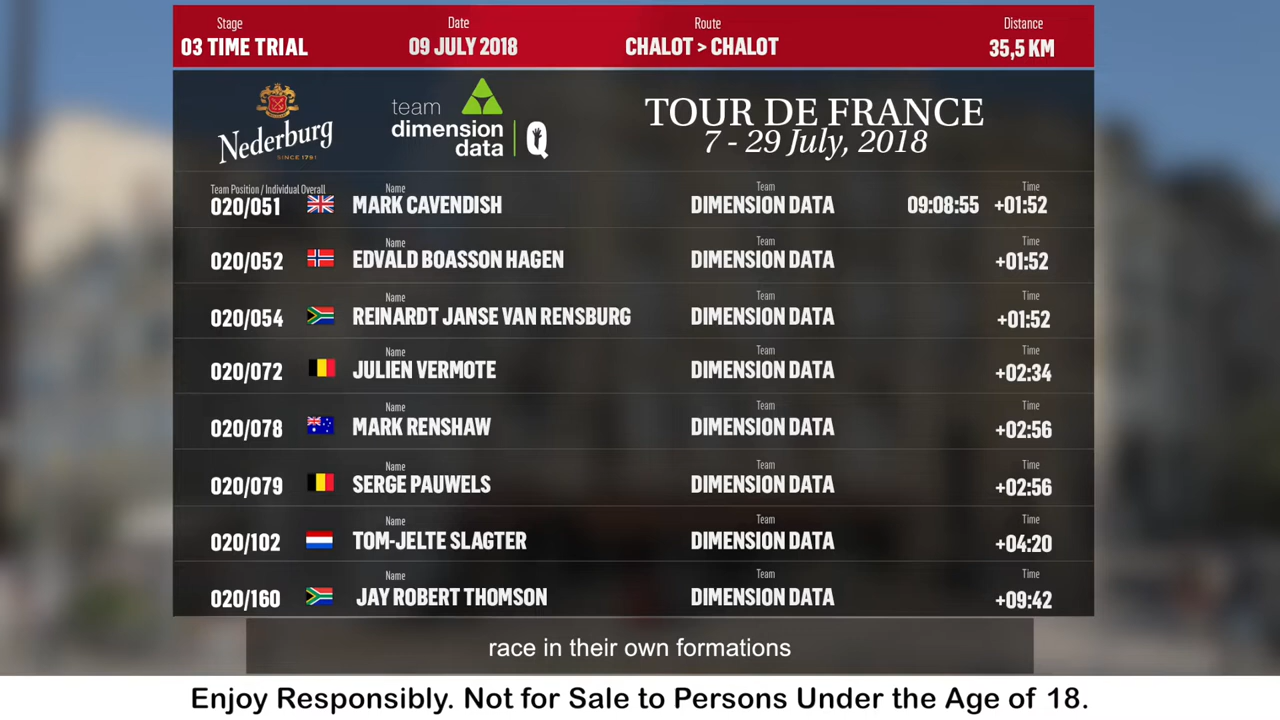 Stage Date Route Distance
03 TIME TRIAL 09 JULY 2018 CHALOT > CHALOT 35,5 KM
Nederburg
SINCE 1791
team
dimension
data
Q
TOUR DE FRANCE
7 - 29 July, 2018
Team Position / Individual Overall Name Team Time
020/051 MARK CAVENDISH DIMENSION DATA 09:08:55 +01:52
Name Team Time
020/052 EDVALD BOASSON HAGEN DIMENSION DATA +01:52
Name Team Time
020/054 REINARDT JANSE VAN RENSBURG DIMENSION DATA +01:52
Name Team Time
020/072 JULIEN VERMOTE DIMENSION DATA +02:34
Name Team Time
020/078 MARK RENSHAW DIMENSION DATA +02:56
Name Team Time
020/079 SERGE PAUWELS DIMENSION DATA +02:56
Name Team Time
020/102 TOM-JELTE SLAGTER DIMENSION DATA +04:20
Name Team Time
020/160 JAY ROBERT THOMSON DIMENSION DATA +09:42
race in their own formations
Enjoy Responsibly. Not for Sale to Persons Under the Age of 18.